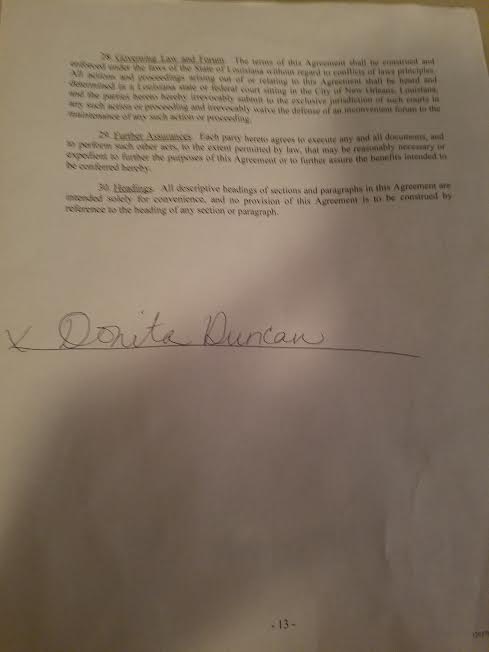 28. Governing Law and Forum. The terms of this Agreement shall be construed and
enforced under the laws of the State of Louisiana without regard to conflicts of laws principles.
All actions and proceedings arising out of or relating to this Agreement shall be heard and
determined in a Louisiana state or federal court sitting in the City of New Orleans, Louisiana,
and the parties hereto hereby irrevocably submit to the exclusive jurisdiction of such courts in
any such action or proceeding and irrevocably waive the defense of an inconvenient forum to the
maintenance of any such action or proceeding.
29. Further Assurances. Each party hereto agrees to execute any and all documents, and
to perform such other acts, to the extent permitted by law, that may be reasonably necessary or
expedient to further the purposes of this Agreement or to further assure the benefits intended to
be conferred hereby.
30. Headings. All descriptive headings of sections and paragraphs in this Agreement are
intended solely for convenience, and no provision of this Agreement is to be construed by
reference to the heading of any section or paragraph.
x Donita Duncan
- 13 -